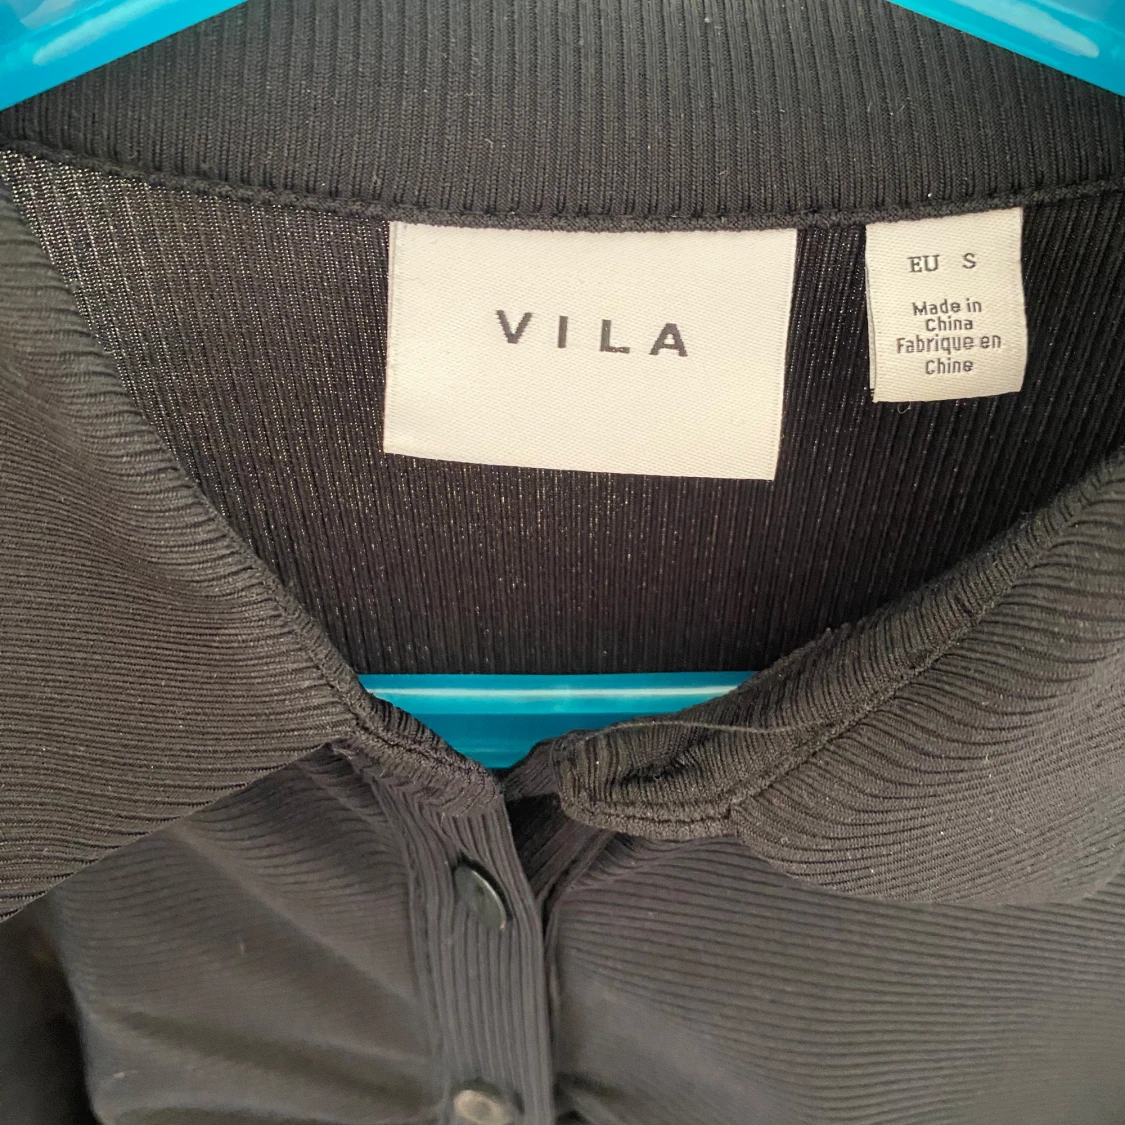 VILA
EU S
Made in
China
Fabrique en
Chine